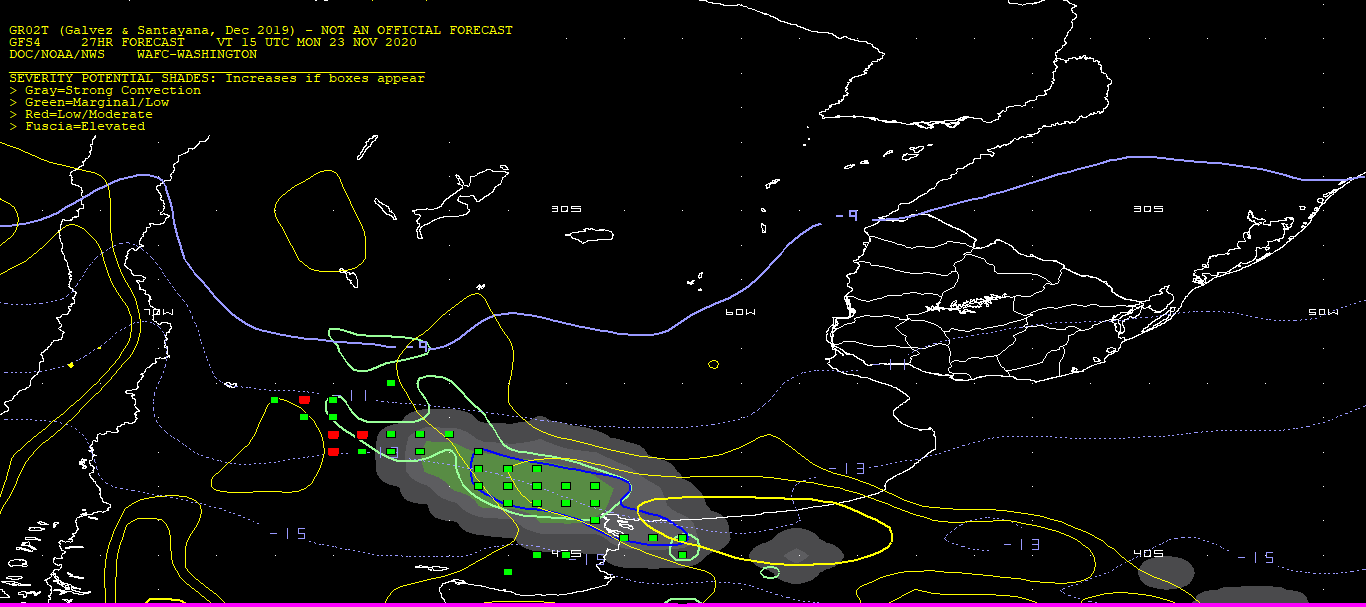 GR02T (Galvez & Santayana, Dec 2019) - NOT AN OFFICIAL FORECAST
GFS4     27HR FORECAST    VT 15 UTC MON 23 NOV 2020
DOC/NOAA/NWS    WAFC-WASHINGTON
SEVERITY POTENTIAL SHADES: Increases if boxes appear
> Gray=Strong Convection
> Green=Marginal/Low
> Red=Low/Moderate
> Fuscia=Elevated
30S
30S
-9
70W
60W
50W
-9
-11
11
-13
-15
-13
40S
-15